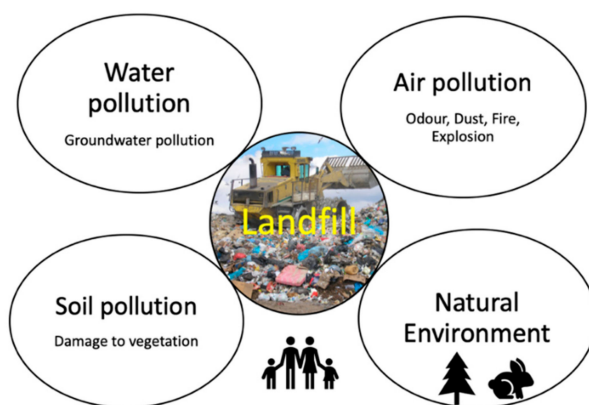 Water
pollution
Groundwater pollution
Air pollution
Odour, Dust, Fire,
Explosion
Landfill
Soil pollution
Damage to vegetation
Natural
Environment